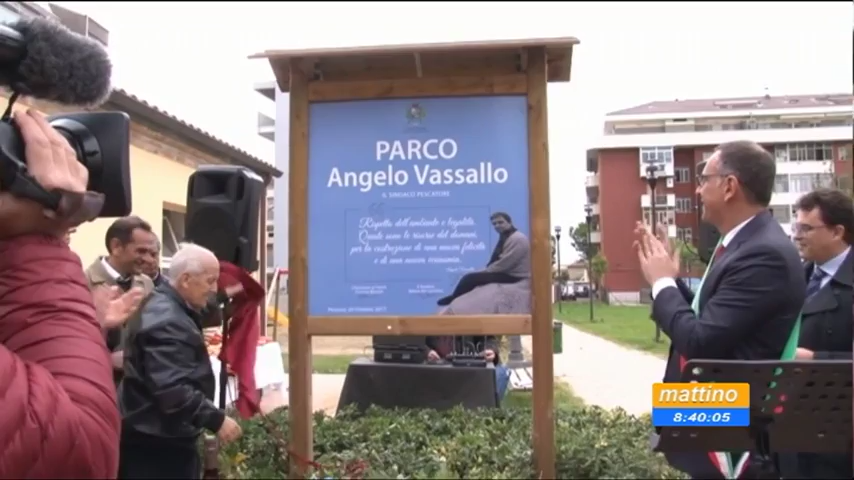 PARCO
Angelo Vassallo
IL SINDACO PESCATORE
Rispetto dell'ambiente e legalità.
Queste sono le risorse del domani,
per la costruzione di una nuova felicità
e di una nuova economia.
mattino
8:40:05